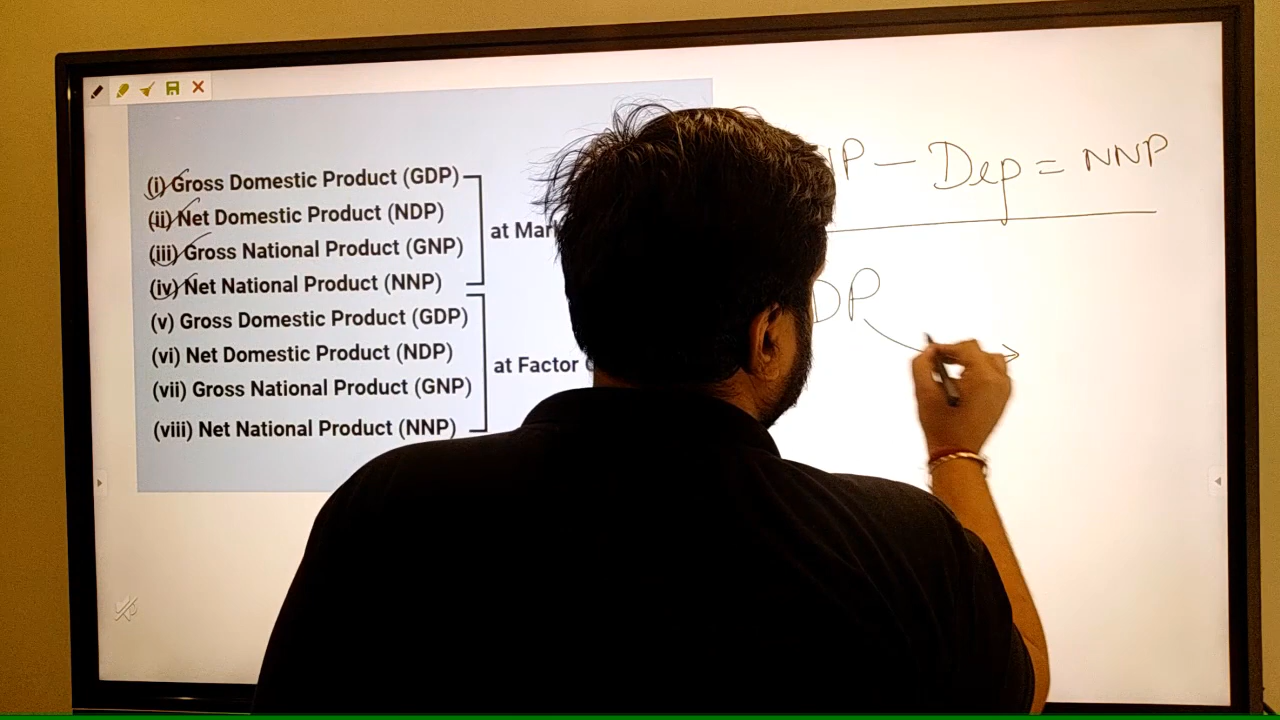 (i) Gross Domestic Product (GDP)
(ii) Net Domestic Product (NDP)
(iii) Gross National Product (GNP)
(iv) Net National Product (NNP)
at Mar
(v) Gross Domestic Product (GDP)
(vi) Net Domestic Product (NDP)
(vii) Gross National Product (GNP)
(viii) Net National Product (NNP)
at Factor
P – Dep = NNP
DP